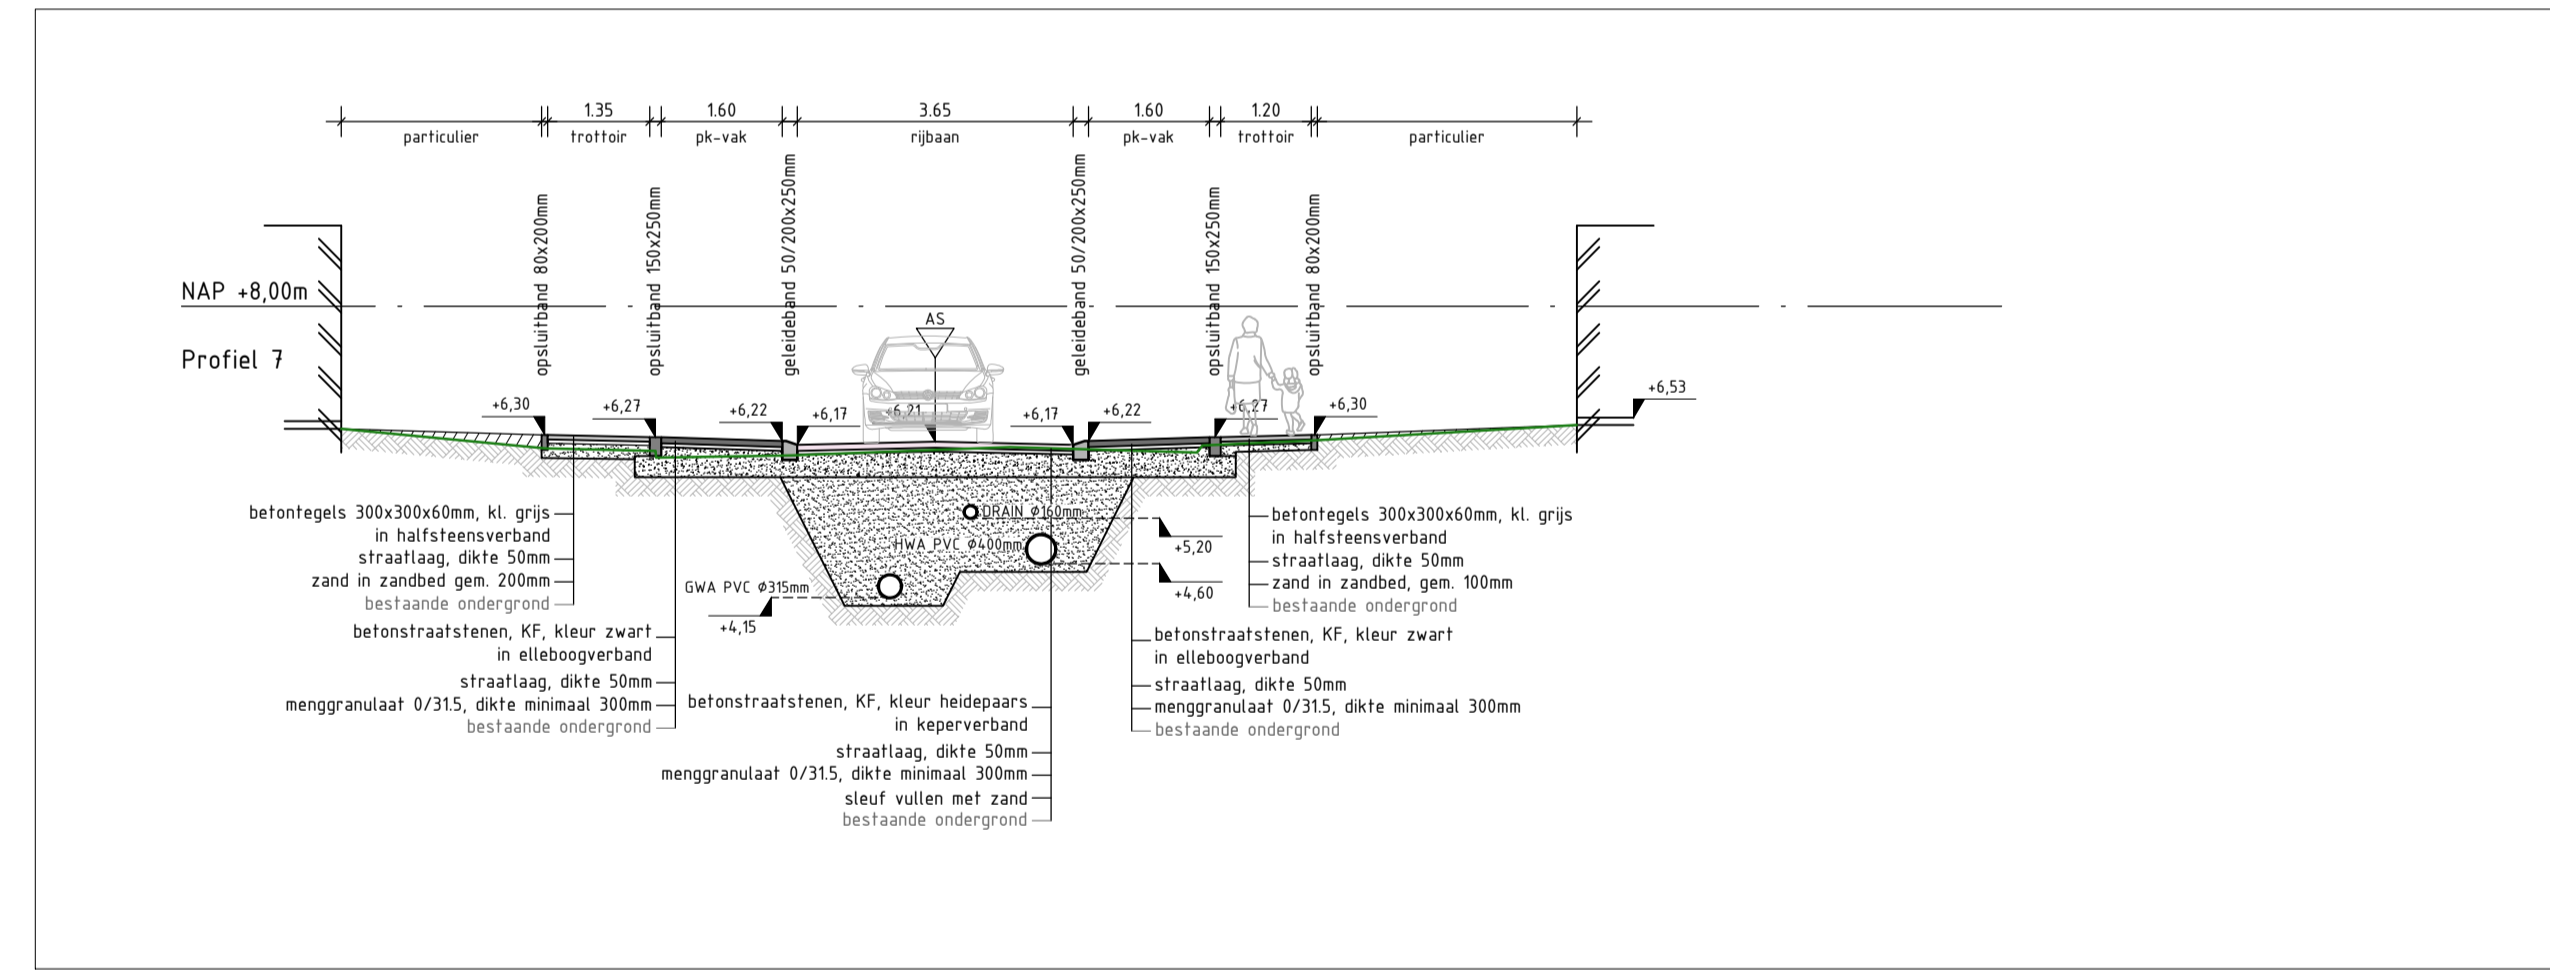 1.35 1.60 3.65 1.60 1.20
particulier trottoir pk-vak rijbaan pk-vak trottoir particulier
opsluitband 80x200mm
opsluitband 150x250mm
geleideband 50/200x250mm
geleideband 50/200x250mm
opsluitband 150x250mm
opsluitband 80x200mm
NAP +8,00m
AS
Profiel 7
+6,30 +6,27 +6,22 +6,17 +6,21 +6,17 +6,22 +6,27 +6,30 +6,53
DRAIN Ø160mm
+5,20
HWA PVC Ø400mm
+4,60
GWA PVC Ø315mm
+4,15
betontegels 300x300x60mm, kl. grijs
in halfsteensverband
straatlaag, dikte 50mm
zand in zandbed gem. 200mm
bestaande ondergrond
betonstraatstenen, KF, kleur zwart
in elleboogverband
straatlaag, dikte 50mm
menggranulaat 0/31.5, dikte minimaal 300mm
bestaande ondergrond
betonstraatstenen, KF, kleur heidepaars
in keperverband
straatlaag, dikte 50mm
menggranulaat 0/31.5, dikte minimaal 300mm
sleuf vullen met zand
bestaande ondergrond
betontegels 300x300x60mm, kl. grijs
in halfsteensverband
straatlaag, dikte 50mm
zand in zandbed, gem. 100mm
bestaande ondergrond
betonstraatstenen, KF, kleur zwart
in elleboogverband
straatlaag, dikte 50mm
menggranulaat 0/31.5, dikte minimaal 300mm
bestaande ondergrond